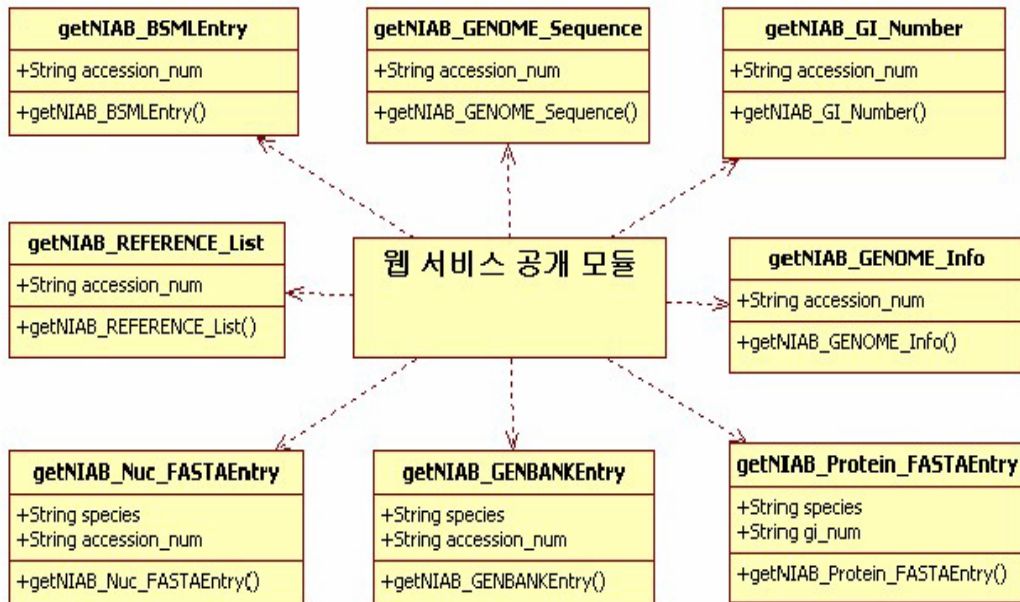 getNIAB_BSMLEntry
+String accession_num
+getNIAB_BSMLEntry()
getNIAB_GENOME_Sequence
+String accession_num
+getNIAB_GENOME_Sequence()
getNIAB_GI_Number
+String accession_num
+getNIAB_GI_Number()
getNIAB_REFERENCE_List
+String accession_num
+getNIAB_REFERENCE_List()
웹 서비스 공개 모듈
getNIAB_GENOME_Info
+String accession_num
+getNIAB_GENOME_Info()
getNIAB_Nuc_FASTAEntry
+String species
+String accession_num
+getNIAB_Nuc_FASTAEntry()
getNIAB_GENBANKEntry
+String species
+String accession_num
+getNIAB_GENBANKEntry()
getNIAB_Protein_FASTAEntry
+String species
+String gi_num
+getNIAB_Protein_FASTAEntry()